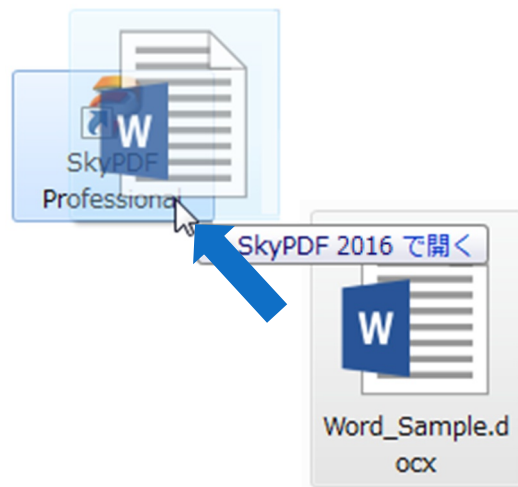 W
SkyPDF
Professional
SkyPDF 2016 で開く
W
Word_Sample.d
ocx